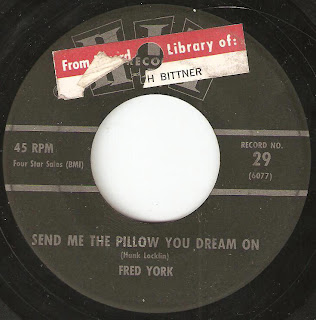 From
Library of:
RECO
H BITTNER
45 RPM
Four Star Sales (BMI)
RECORD NO.
29
(6077)
SEND ME THE PILLOW YOU DREAM ON
(Hank Locklin)
FRED YORK